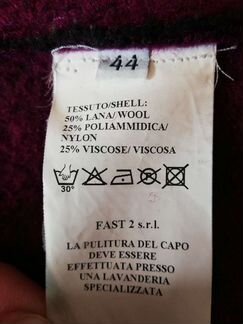 44
TESSUTO/SHELL:
50% LANA/WOOL
25% POLIAMMIDICA/
NYLON
25% VISCOSE/VISCOSA
30°
FAST 2 s.r.l.
LA PULITURA DEL CAPO
DEVE ESSERE
EFFETTUATA PRESSO
UNA LAVANDERIA
SPECIALIZZATA